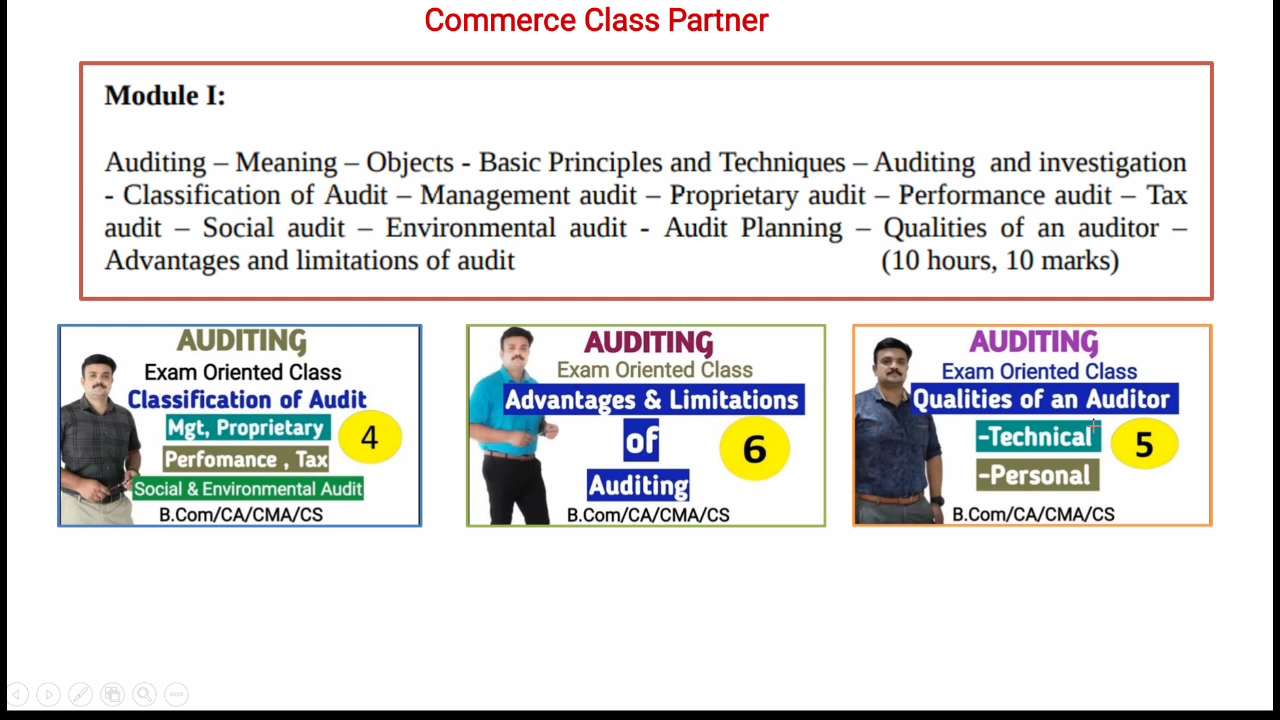 Commerce Class Partner
Module I:
Auditing – Meaning – Objects - Basic Principles and Techniques – Auditing and investigation
- Classification of Audit – Management audit – Proprietary audit – Performance audit – Tax
audit – Social audit – Environmental audit - Audit Planning – Qualities of an auditor –
Advantages and limitations of audit (10 hours, 10 marks)
AUDITING
Exam Oriented Class
Classification of Audit
Mgt, Proprietary
4
Perfomance , Tax
Social & Environmental Audit
B.Com/CA/CMA/CS
AUDITING
Exam Oriented Class
Advantages & Limitations
of
6
Auditing
B.Com/CA/CMA/CS
AUDITING
Exam Oriented Class
Qualities of an Auditor
-Technical
5
-Personal
B.Com/CA/CMA/CS